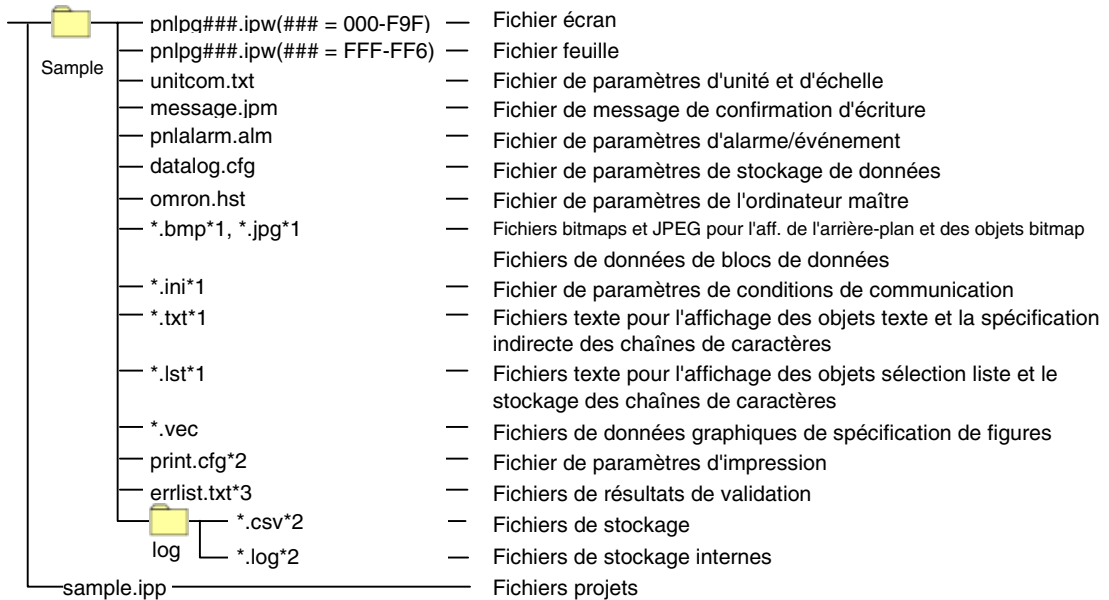 pnlpg###.ipw(### = 000-F9F) — Fichier écran
Sample
pnlpg###.ipw(### = FFF-FF6) — Fichier feuille
unitcom.txt — Fichier de paramètres d'unité et d'échelle
message.jpm — Fichier de message de confirmation d'écriture
pnlalarm.alm — Fichier de paramètres d'alarme/événement
datalog.cfg — Fichier de paramètres de stockage de données
omron.hst — Fichier de paramètres de l'ordinateur maître
*.bmp*1, *.jpg*1 — Fichiers bitmaps et JPEG pour l'aff. de l'arrière-plan et des objets bitmap
Fichiers de données de blocs de données
*.ini*1 — Fichier de paramètres de conditions de communication
*.txt*1 — Fichiers texte pour l'affichage des objets texte et la spécification
indirecte des chaînes de caractères
*.lst*1 — Fichiers texte pour l'affichage des objets sélection liste et le
stockage des chaînes de caractères
*.vec — Fichiers de données graphiques de spécification de figures
print.cfg*2 — Fichier de paramètres d'impression
errlist.txt*3 — Fichiers de résultats de validation
*.csv*2 — Fichiers de stockage
log
*.log*2 — Fichiers de stockage internes
sample.ipp — Fichiers projets